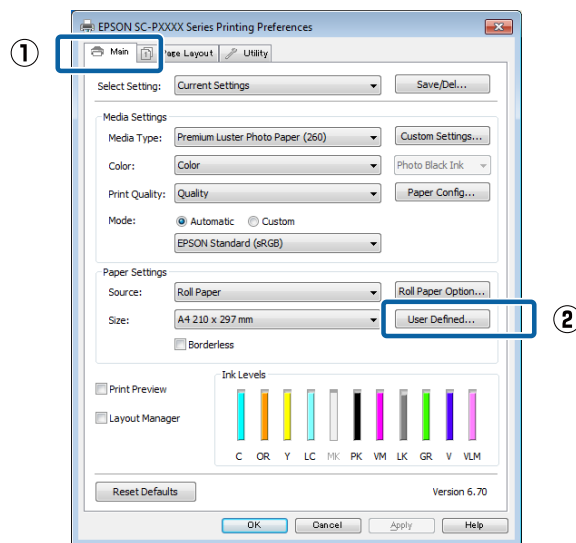 EPSON SC-PXXXX Series Printing Preferences
①
Main Page Layout Utility
Select Setting: Current Settings Save/Del...
Media Settings
Media Type: Premium Luster Photo Paper (260) Custom Settings...
Color: Color Photo Black Ink
Print Quality: Quality Paper Config...
Mode: Automatic Custom
EPSON Standard (sRGB)
Paper Settings
Source: Roll Paper Roll Paper Option...
Size: A4 210 x 297 mm User Defined...
②
Borderless
Ink Levels
Print Preview
Layout Manager
C OR Y LC MK PK VM LK GR V VLM
Reset Defaults Version 6.70
OK Cancel Apply Help